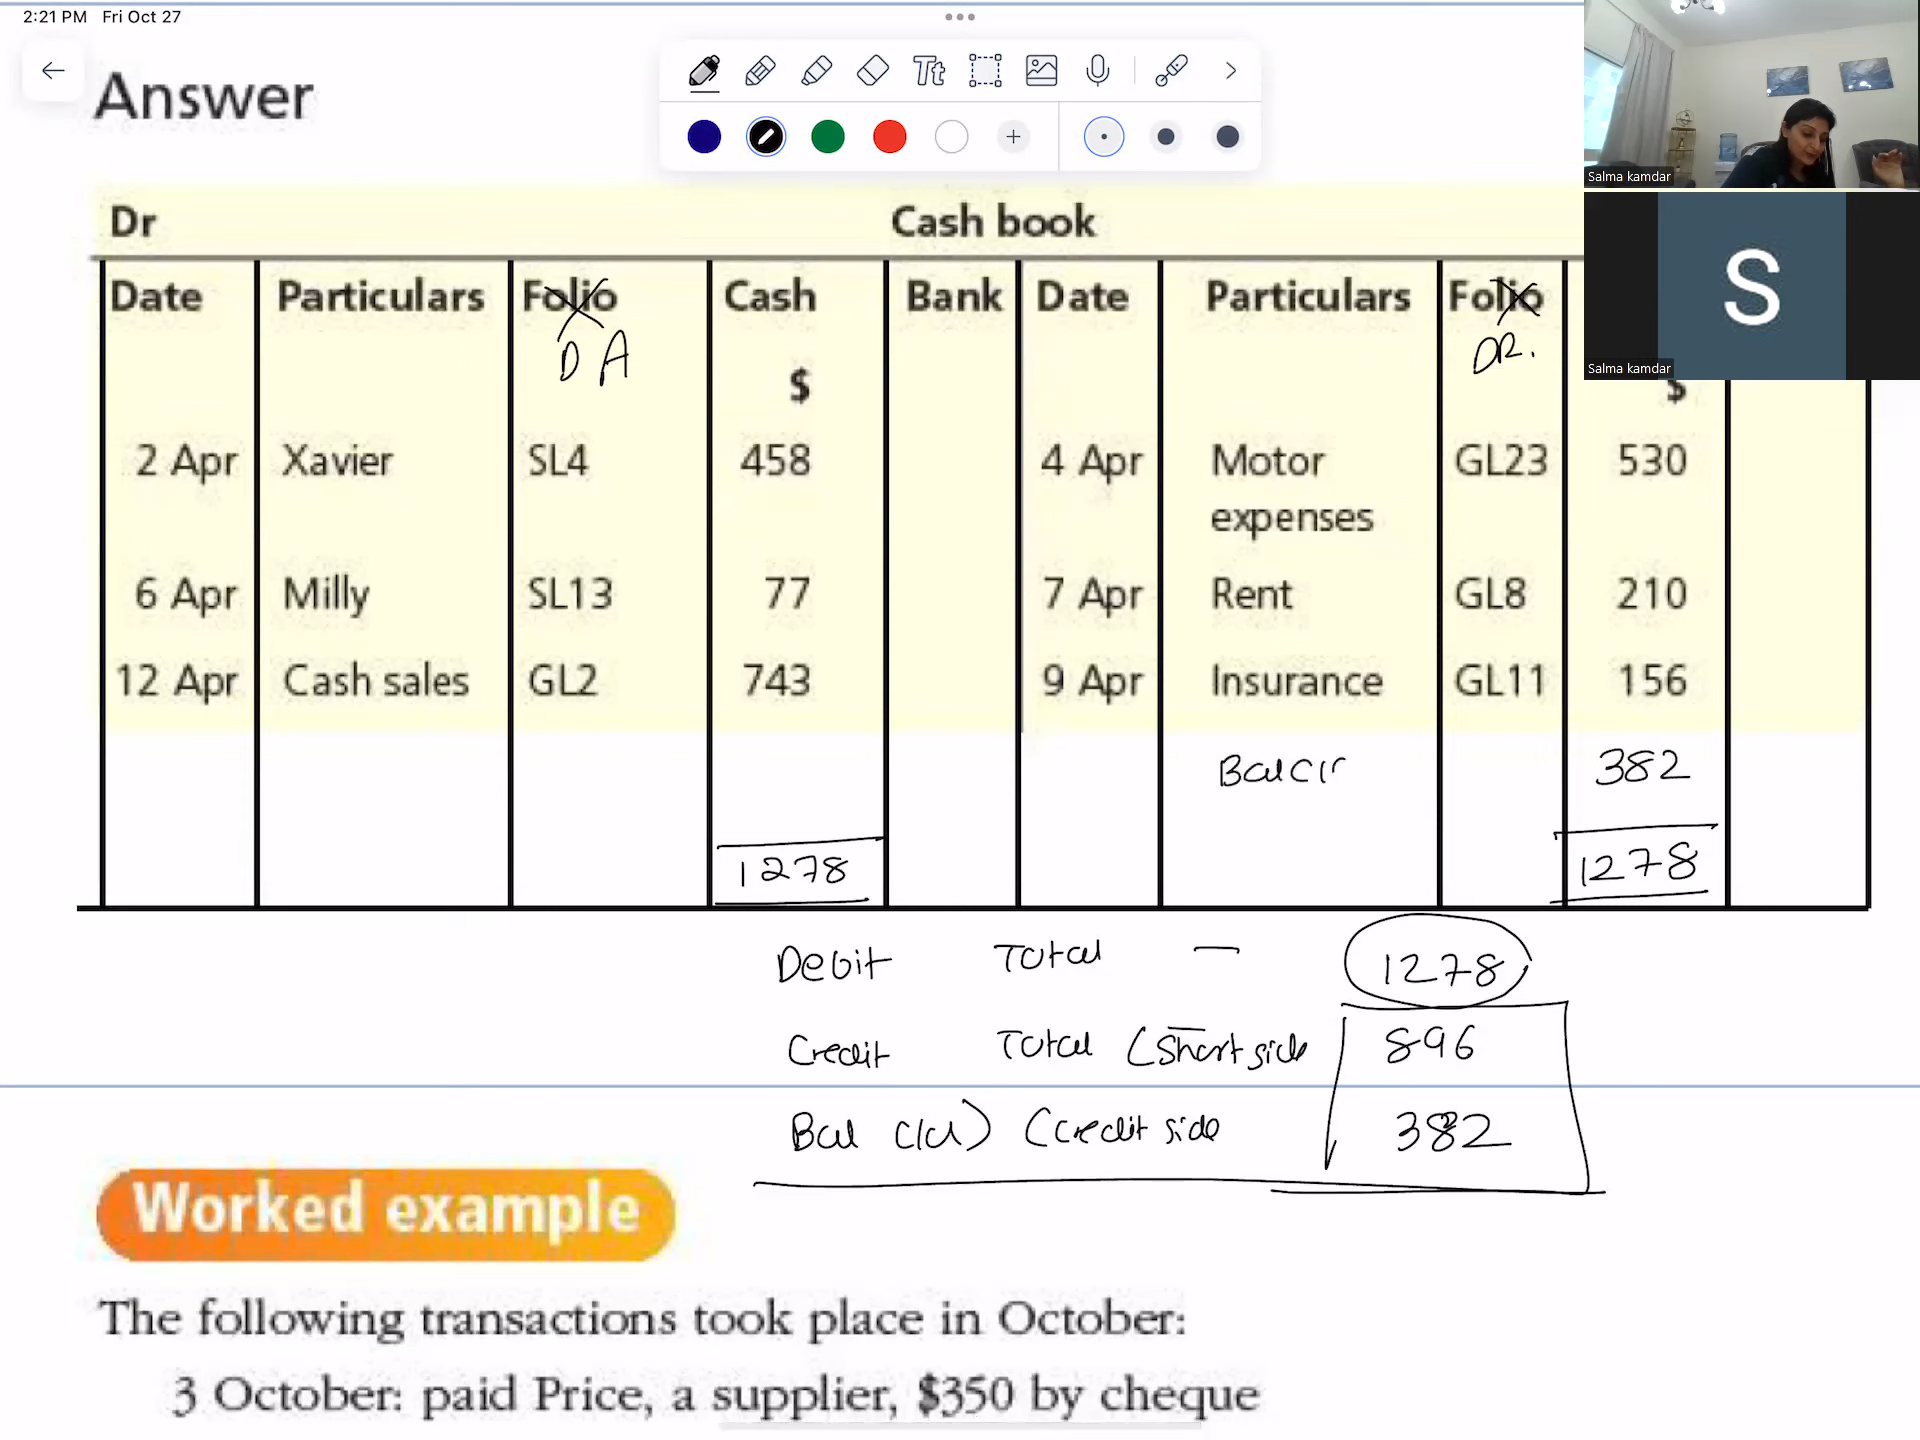 2:21 PM Fri Oct 27
Tt
Answer
Salma kamdar
S
Salma kamdar
Dr Cash book
Date Particulars Folio Cash Bank Date Particulars Folio
D A DR.
$ $
2 Apr Xavier SL4 458 4 Apr Motor GL23 530
expenses
6 Apr Milly SL13 77 7 Apr Rent GL8 210
12 Apr Cash sales GL2 743 9 Apr Insurance GL11 156
Bal c/d 382
1278 1278
Debit Total – 1278
Credit Total (Short side 896
Bal c/d) (credit side 382
Worked example
The following transactions took place in October:
3 October: paid Price, a supplier, $350 by cheque